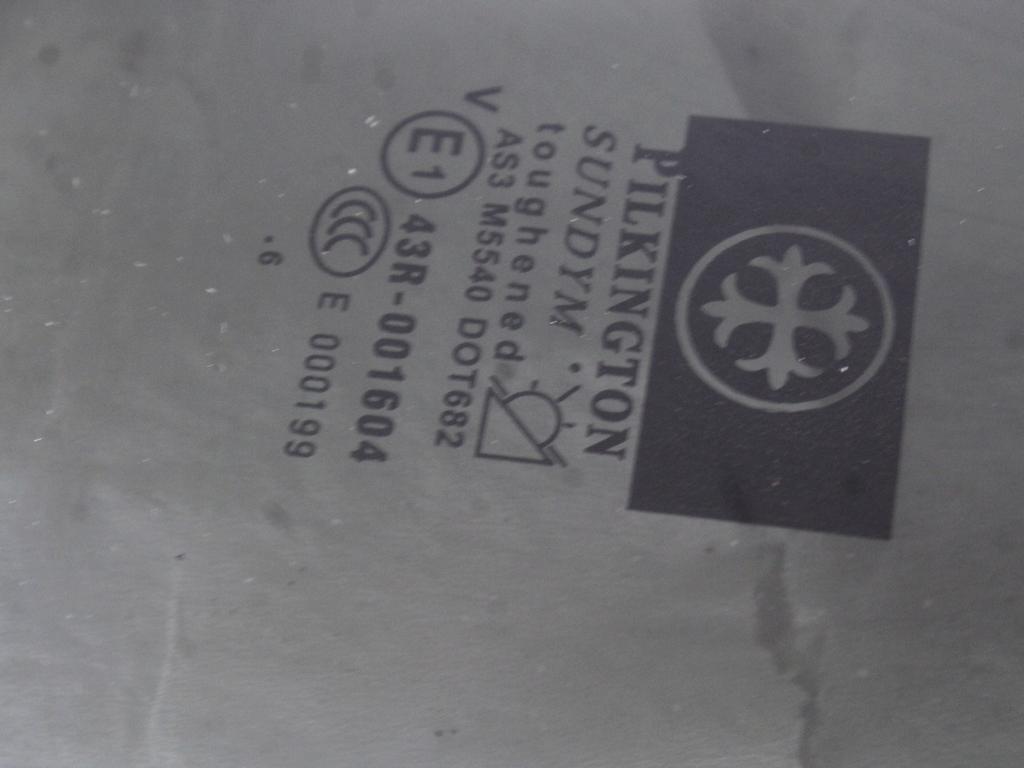 PILKINGTON
SUNDYM
toughened
AS3 M5540 DOT682
V
E1 43R-001604
CCC E 000199
.6